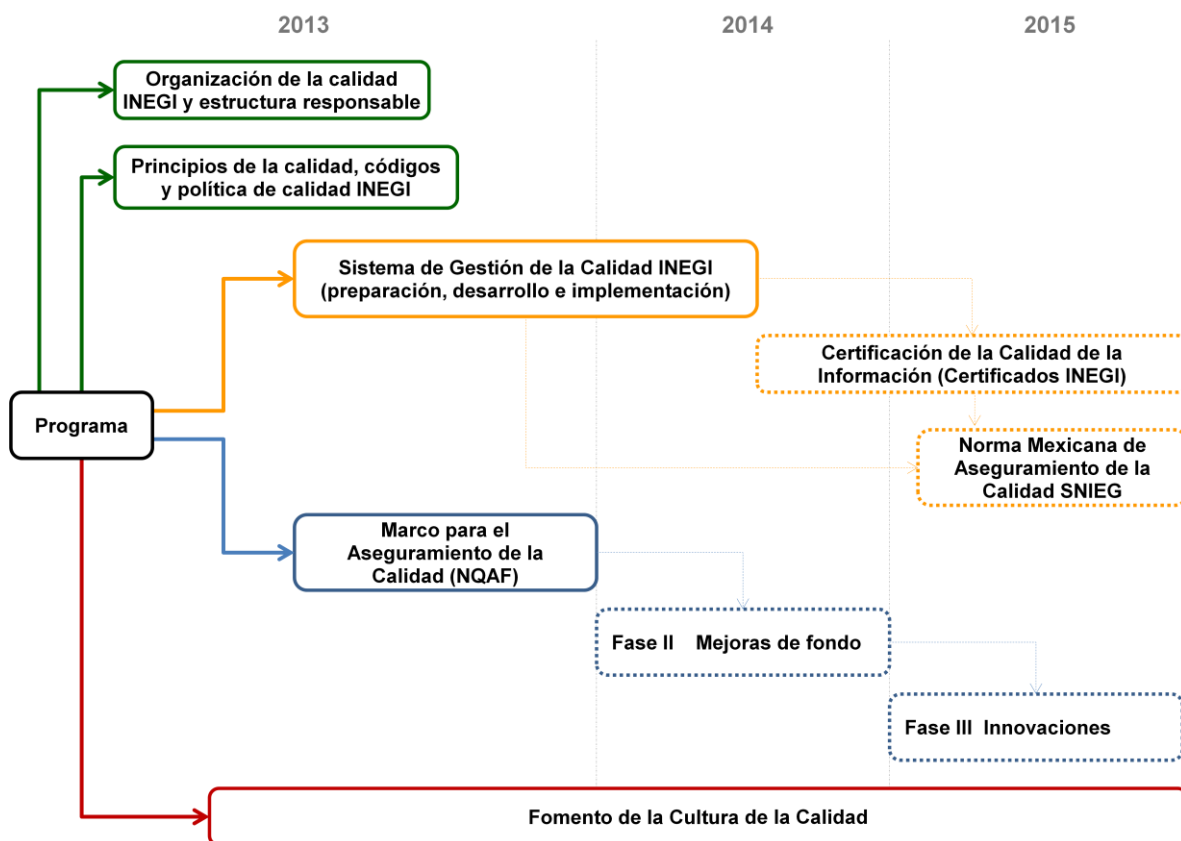 2013
2014
2015
Organización de la calidad
INEGI y estructura responsable
Principios de la calidad, códigos
y política de calidad INEGI
Sistema de Gestión de la Calidad INEGI
(preparación, desarrollo e implementación)
Certificación de la Calidad de la
Información (Certificados INEGI)
Programa
Norma Mexicana de
Aseguramiento de la
Calidad SNIEG
Marco para el
Aseguramiento de la
Calidad (NQAF)
Fase II Mejoras de fondo
Fase III Innovaciones
Fomento de la Cultura de la Calidad